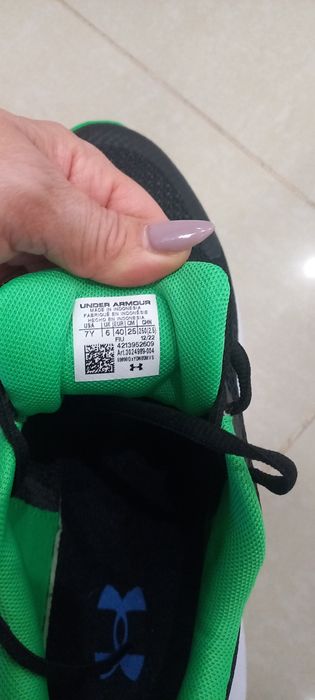 UNDER ARMOUR
MADE IN INDONESIA
FABRIQUÉ EN INDONÉSIE
HECHO EN INDONESIA
USA UK EUR CM CHN
7Y 6 40 25 250(2.5)
FIU 12/22
4213952609
Art.3024989-004